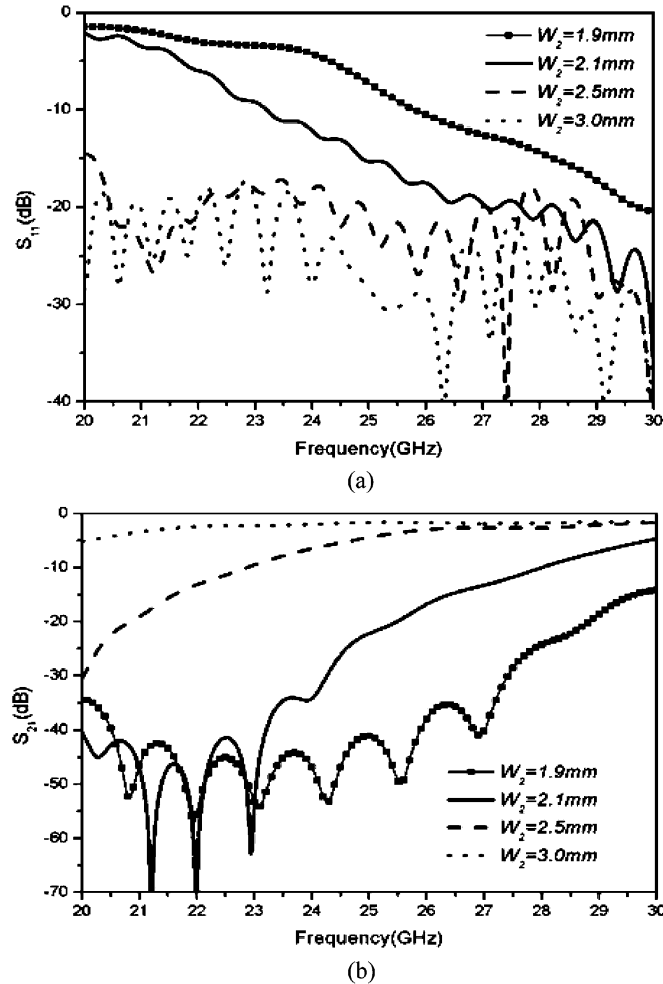 0
-10
-20
-30
-40
S11(dB)
W2=1.9mm
W2=2.1mm
W2=2.5mm
W2=3.0mm
20 21 22 23 24 25 26 27 28 29 30
Frequency(GHz)
(a)
0
-10
-20
-30
-40
-50
-60
-70
S21(dB)
W2=1.9mm
W2=2.1mm
W2=2.5mm
W2=3.0mm
20 21 22 23 24 25 26 27 28 29 30
Frequency(GHz)
(b)